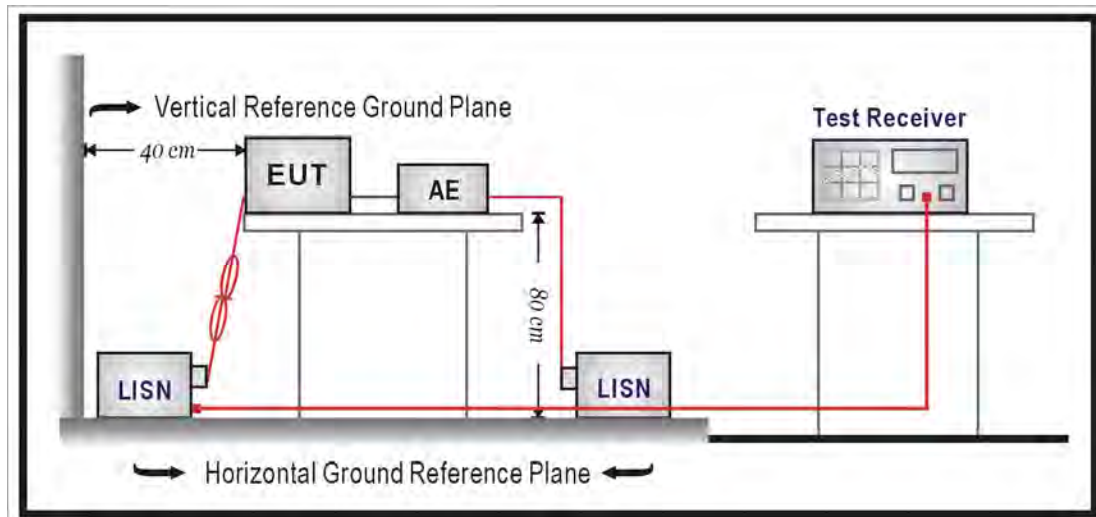 Vertical Reference Ground Plane
Test Receiver
40 cm
EUT
AE
80 cm
LISN
LISN
Horizontal Ground Reference Plane